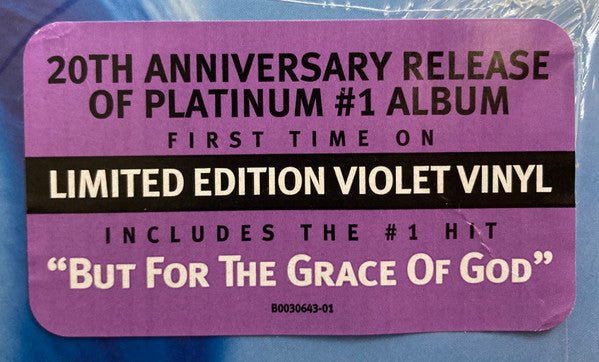 20TH ANNIVERSARY RELEASE
OF PLATINUM #1 ALBUM
FIRST TIME ON
LIMITED EDITION VIOLET VINYL
INCLUDES THE #1 HIT
“BUT FOR THE GRACE OF GOD”
B0030643-01